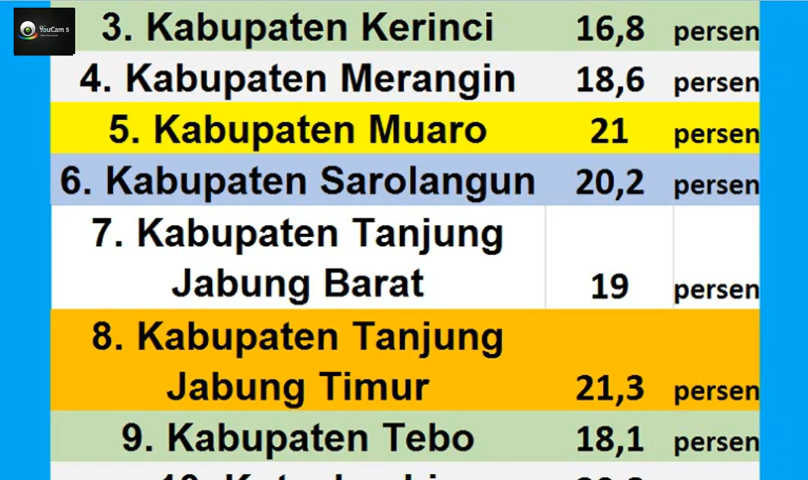 YouCam 5
3. Kabupaten Kerinci 16,8 persen
4. Kabupaten Merangin 18,6 persen
5. Kabupaten Muaro 21 persen
6. Kabupaten Sarolangun 20,2 persen
7. Kabupaten Tanjung
Jabung Barat 19 persen
8. Kabupaten Tanjung
Jabung Timur 21,3 persen
9. Kabupaten Tebo 18,1 persen